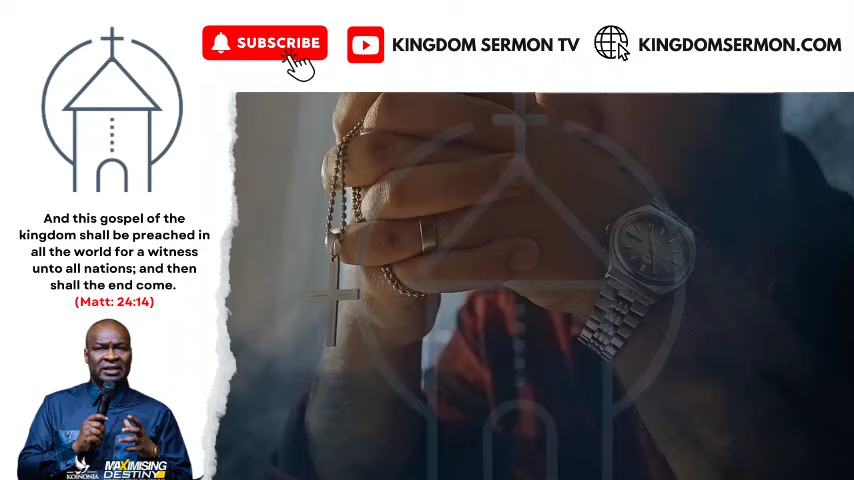 SUBSCRIBE
KINGDOM SERMON TV
KINGDOMSERMON.COM
And this gospel of the
kingdom shall be preached in
all the world for a witness
unto all nations; and then
shall the end come.
(Matt: 24:14)
KOINONIA
MAXIMISING
DESTINY